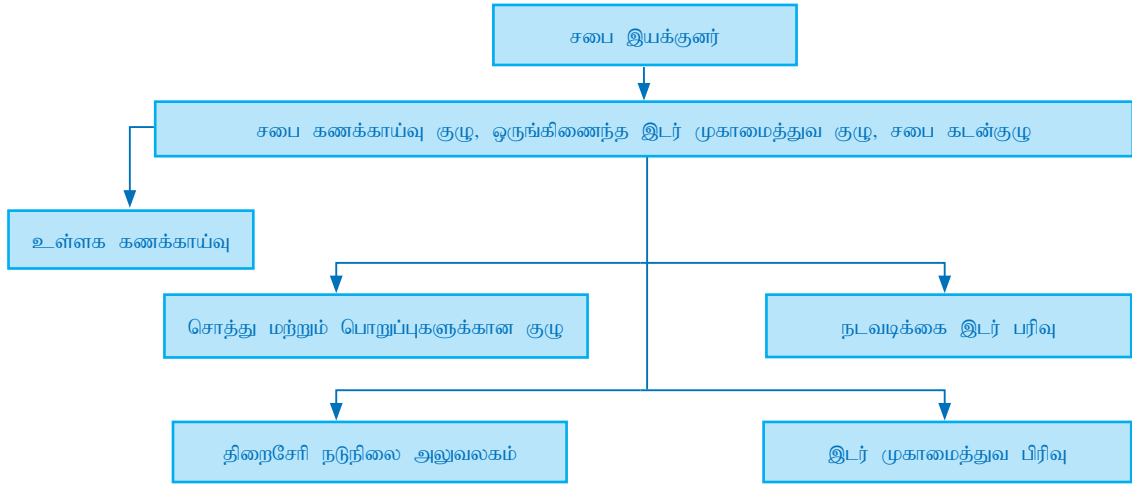 சபை இயக்குனர்
சபை கணக்காய்வு குழு, ஒருங்கிணைந்த இடர் முகாமைத்துவ குழு, சபை கடன்குழு
உள்ளக கணக்காய்வு
சொத்து மற்றும் பொறுப்புகளுக்கான குழு
நடவடிக்கை இடர் பரிவு
திறைசேரி நடுநிலை அலுவலகம்
இடர் முகாமைத்துவ பிரிவு